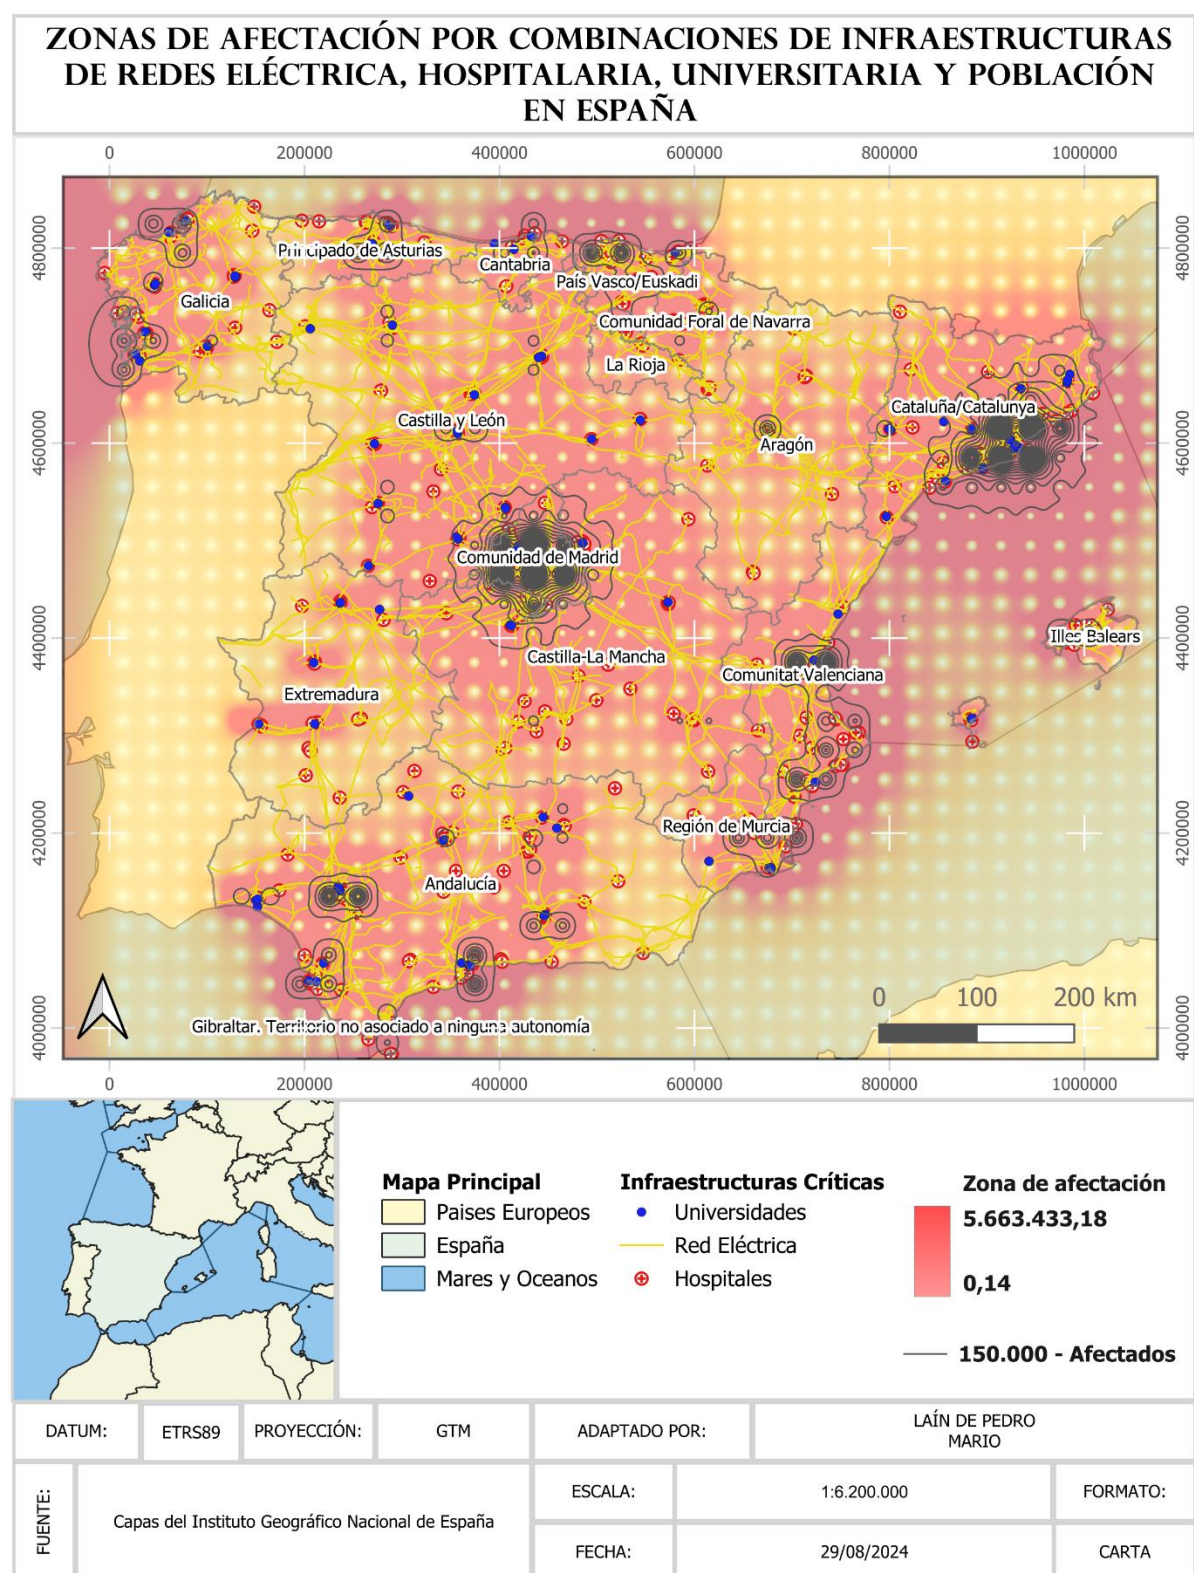 ZONAS DE AFECTACIÓN POR COMBINACIONES DE INFRAESTRUCTURAS
DE REDES ELÉCTRICA, HOSPITALARIA, UNIVERSITARIA Y POBLACIÓN
EN ESPAÑA
0 200000 400000 600000 800000 1000000
4800000 4800000
4600000 4600000
4400000 4400000
4200000 4200000
4000000 4000000
Principado de Asturias
Cantabria
País Vasco/Euskadi
Galicia
Comunidad Foral de Navarra
La Rioja
Cataluña/Catalunya
Castilla y León
Aragón
Comunidad de Madrid
Illes Balears
Castilla-La Mancha
Comunitat Valenciana
Extremadura
Región de Murcia
Andalucía
0 100 200 km
Gibraltar. Territorio no asociado a ninguna autonomía
0 200000 400000 600000 800000 1000000
Mapa Principal
Paises Europeos
España
Mares y Oceanos
Infraestructuras Críticas
Universidades
Red Eléctrica
Hospitales
Zona de afectación
5.663.433,18
0,14
150.000 - Afectados
DATUM: ETRS89 PROYECCIÓN: GTM ADAPTADO POR: LAÍN DE PEDRO
MARIO
FUENTE: Capas del Instituto Geográfico Nacional de España
ESCALA: 1:6.200.000 FORMATO:
FECHA: 29/08/2024 CARTA